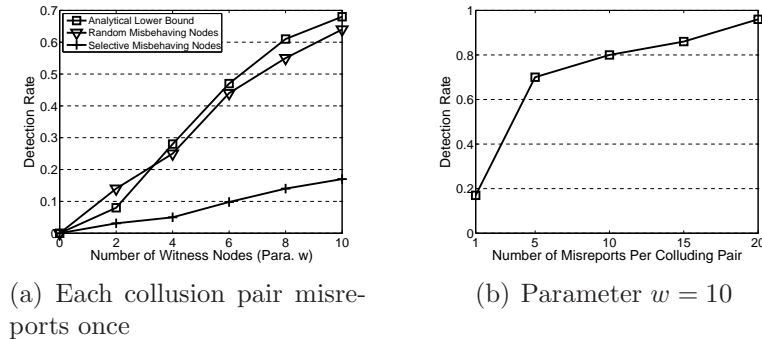 0.7
0.6
0.5
0.4
0.3
0.2
0.1
0
Detection Rate
Analytical Lower Bound
Random Misbehaving Nodes
Selective Misbehaving Nodes
0 2 4 6 8 10
Number of Witness Nodes (Para. w)
(a) Each collusion pair misre-
ports once
1
0.8
0.6
0.4
0.2
0
Detection Rate
1 5 10 15 20
Number of Misreports Per Colluding Pair
(b) Parameter w = 10